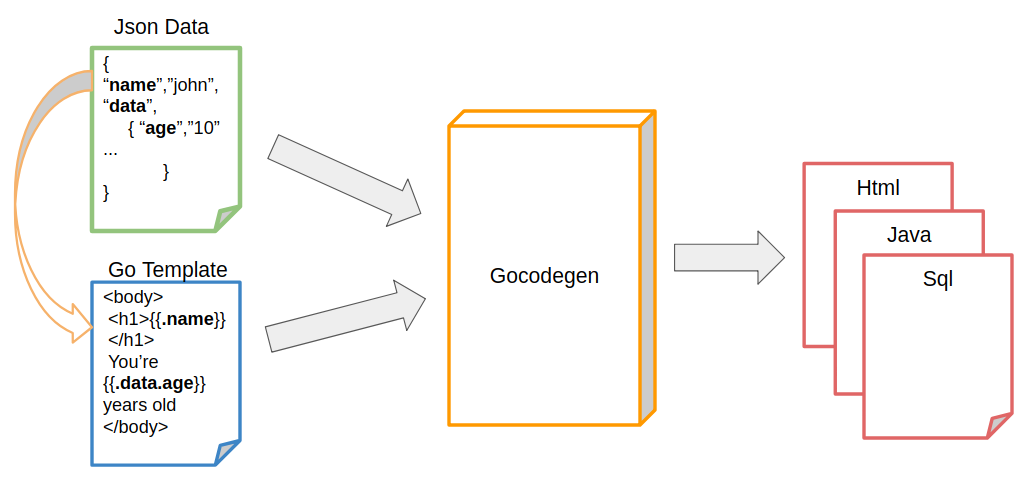 Json Data
{
“name”,”john”,
“data”,
{ “age”,”10”
...
}
}
Go Template
<body>
<h1>{{.name}}
</h1>
You’re
{{.data.age}}
years old
</body>
Gocodegen
Html
Java
Sql